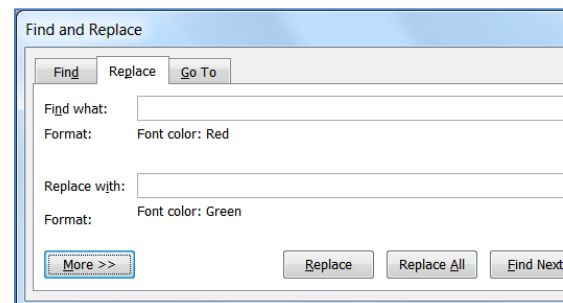 Find and Replace
Find Replace Go To
Find what:
Format: Font color: Red
Replace with:
Format: Font color: Green
More >> Replace Replace All Find Next